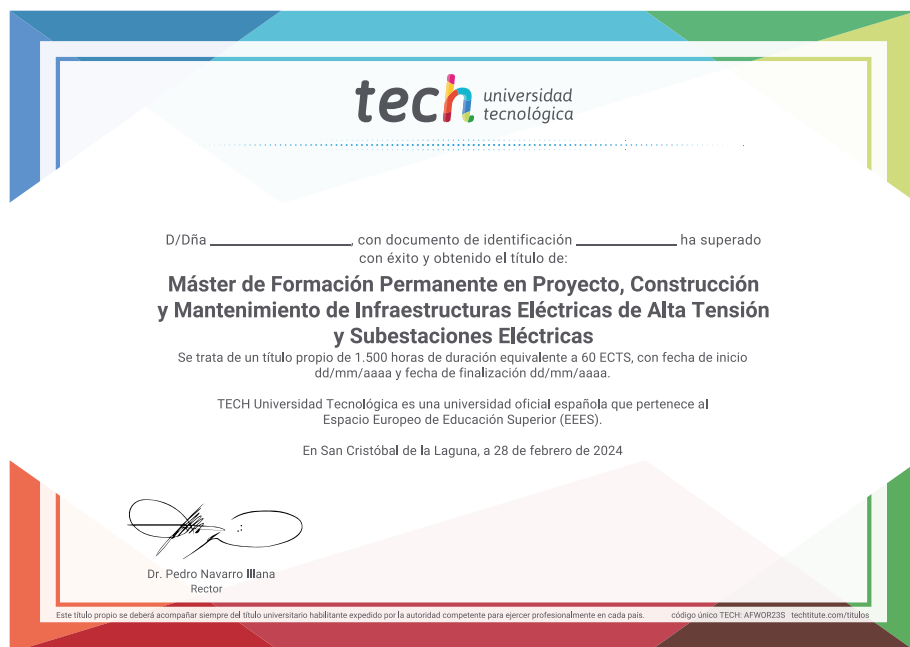 tech universidad
tecnológica
D/Dña ____________________, con documento de identificación ______________ ha superado
con éxito y obtenido el título de:
Máster de Formación Permanente en Proyecto, Construcción
y Mantenimiento de Infraestructuras Eléctricas de Alta Tensión
y Subestaciones Eléctricas
Se trata de un título propio de 1.500 horas de duración equivalente a 60 ECTS, con fecha de inicio
dd/mm/aaaa y fecha de finalización dd/mm/aaaa.
TECH Universidad Tecnológica es una universidad oficial española que pertenece al
Espacio Europeo de Educación Superior (EEES).
En San Cristóbal de la Laguna, a 28 de febrero de 2024
Dr. Pedro Navarro Illana
Rector
Este título propio se deberá acompañar siempre del título universitario habilitante expedido por la autoridad competente para ejercer profesionalmente en cada país. código único TECH: AFWOR23S techtitute.com/titulos